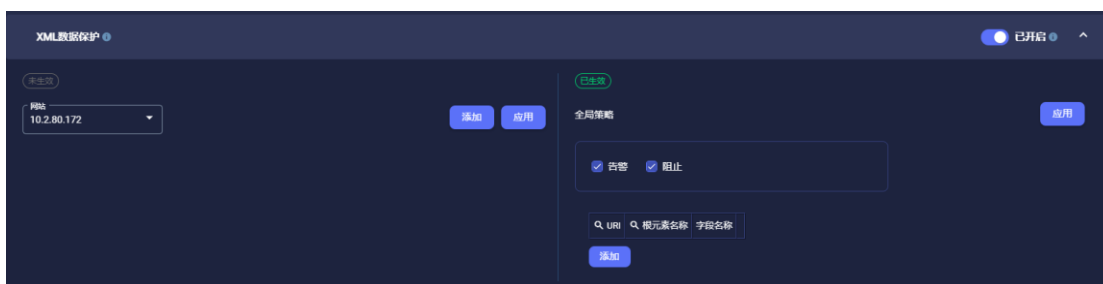 XML数据保护
已开启
未生效
网站
10.2.80.172
添加 应用
已生效
全局策略
应用
告警 阻止
URI 根元素名称 字段名称
添加